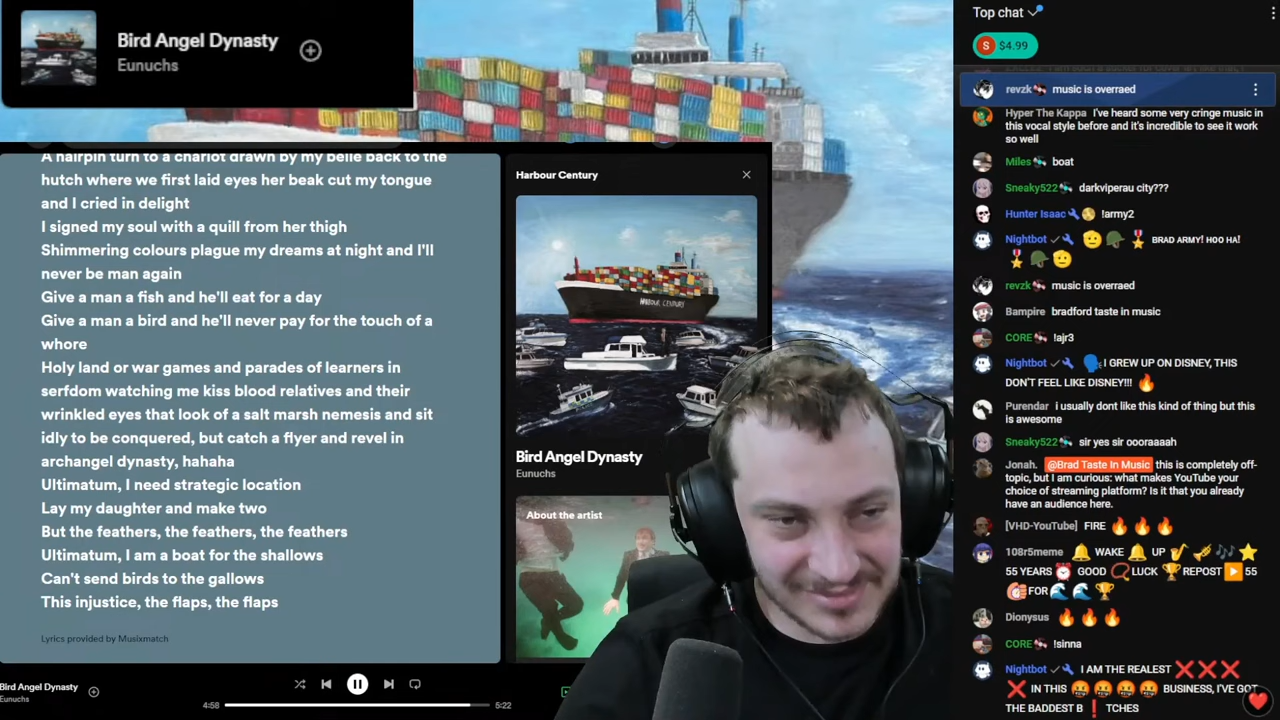 Bird Angel Dynasty
Eunuchs
A hairpin turn to a chariot drawn by my belle back to the
hutch where we first laid eyes her beak cut my tongue
and I cried in delight
I signed my soul with a quill from her thigh
Shimmering colours plague my dreams at night and I'll
never be man again
Give a man a fish and he'll eat for a day
Give a man a bird and he'll never pay for the touch of a
whore
Holy land or war games and parades of learners in
serfdom watching me kiss blood relatives and their
wrinkled eyes that look of a salt marsh nemesis and sit
idly to be conquered, but catch a flyer and revel in
archangel dynasty, hahaha
Ultimatum, I need strategic location
Lay my daughter and make two
But the feathers, the feathers, the feathers
Ultimatum, I am a boat for the shallows
Can't send birds to the gallows
This injustice, the flaps, the flaps
Lyrics provided by Musixmatch
Harbour Century
HARBOUR CENTURY
Bird Angel Dynasty
Eunuchs
About the artist
Bird Angel Dynasty
Eunuchs
4:58
5:22
Top chat
S $4.99
revzk music is overraed
Hyper The Kappa I've heard some very cringe music in
this vocal style before and it's incredible to see it work
so well
Miles boat
Sneaky522 darkviperau city???
Hunter Isaac !army2
Nightbot 🫡 🪖 🎖️ BRAD ARMY! HOO HA!
🎖️ 🪖 🫡
revzk music is overraed
Bampire bradford taste in music
CORE !ajr3
Nightbot 🗣️ I GREW UP ON DISNEY, THIS
DON'T FEEL LIKE DISNEY!!! 🔥
Purendar i usually dont like this kind of thing but this
is awesome
Sneaky522 sir yes sir oooraaaah
Jonah. @Brad Taste In Music this is completely off-
topic, but I am curious: what makes YouTube your
choice of streaming platform? Is it that you already
have an audience here.
[VHD-YouTube] FIRE 🔥 🔥 🔥
108r5meme 🔔 WAKE 🔔 UP 🎷 🎺 🎶 ⭐
55 YEARS ⏰ GOOD 📿 LUCK 🏆 REPOST ▶️ 55
🥞 FOR 🌊 🌊 🏆
Dionysus 🔥 🔥 🔥
CORE !sinna
Nightbot I AM THE REALEST ❌ ❌ ❌
❌ IN THIS 🤬 🤬 🤬 🤬 BUSINESS, I'VE GOT
THE BADDEST B❗TCHES